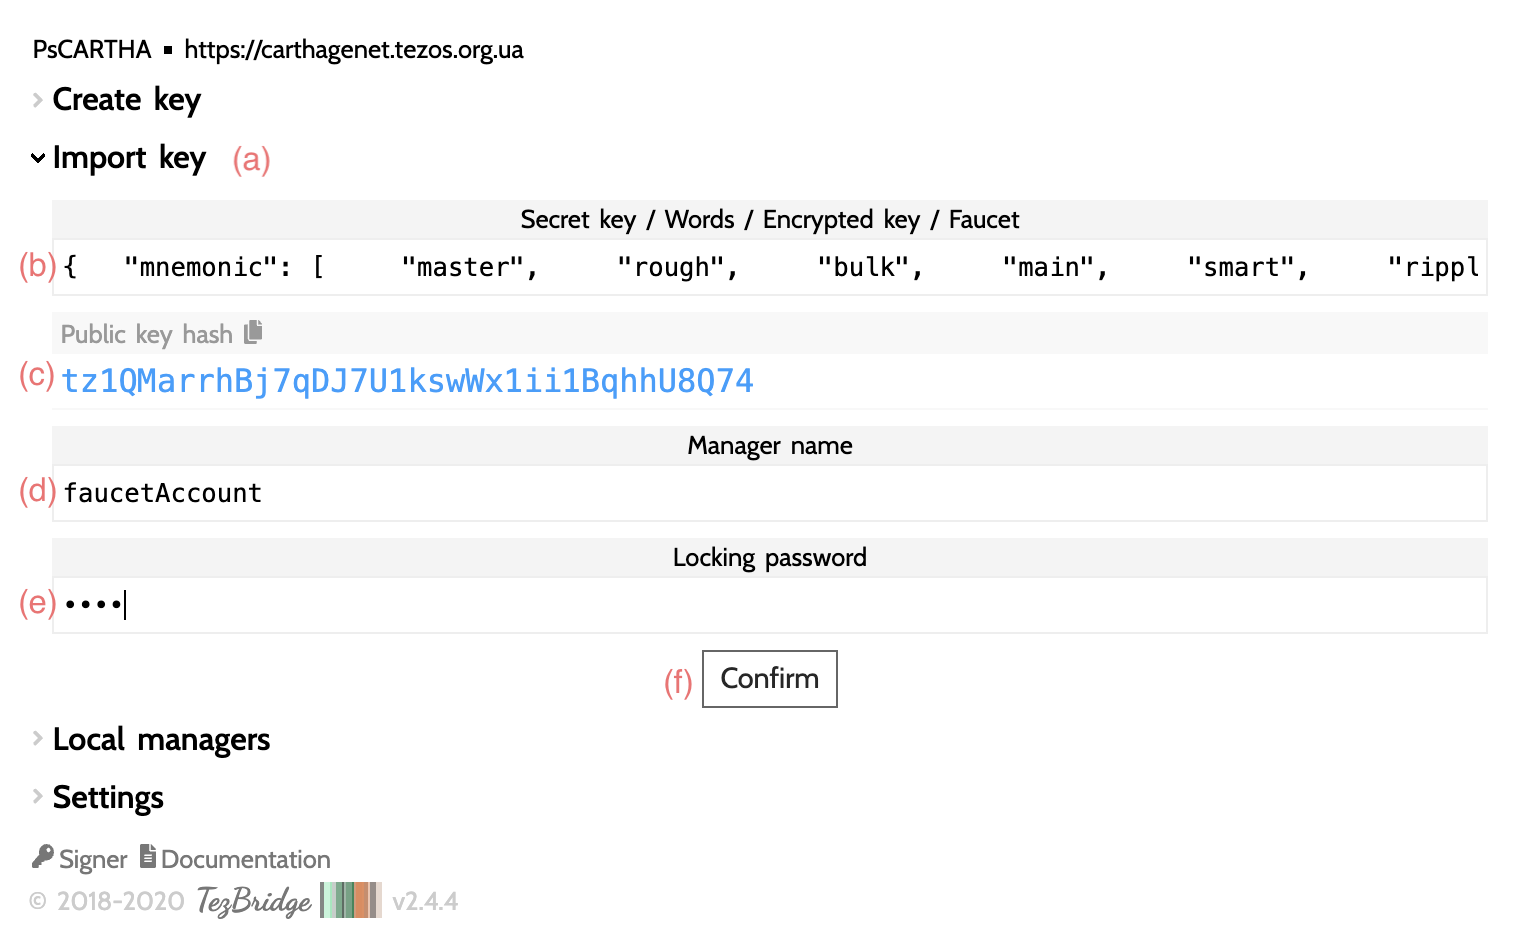 PsCARTHA ▪ https://carthagenet.tezos.org.ua
Create key
Import key (a)
Secret key / Words / Encrypted key / Faucet
(b) { "mnemonic": [ "master", "rough", "bulk", "main", "smart", "rippl
Public key hash
(c) tz1QMarrhBj7qDJ7U1kswWx1ii1BqhhU8Q74
Manager name
(d) faucetAccount
Locking password
(e) ••••
(f) Confirm
Local managers
Settings
Signer Documentation
© 2018-2020 TezBridge v2.4.4